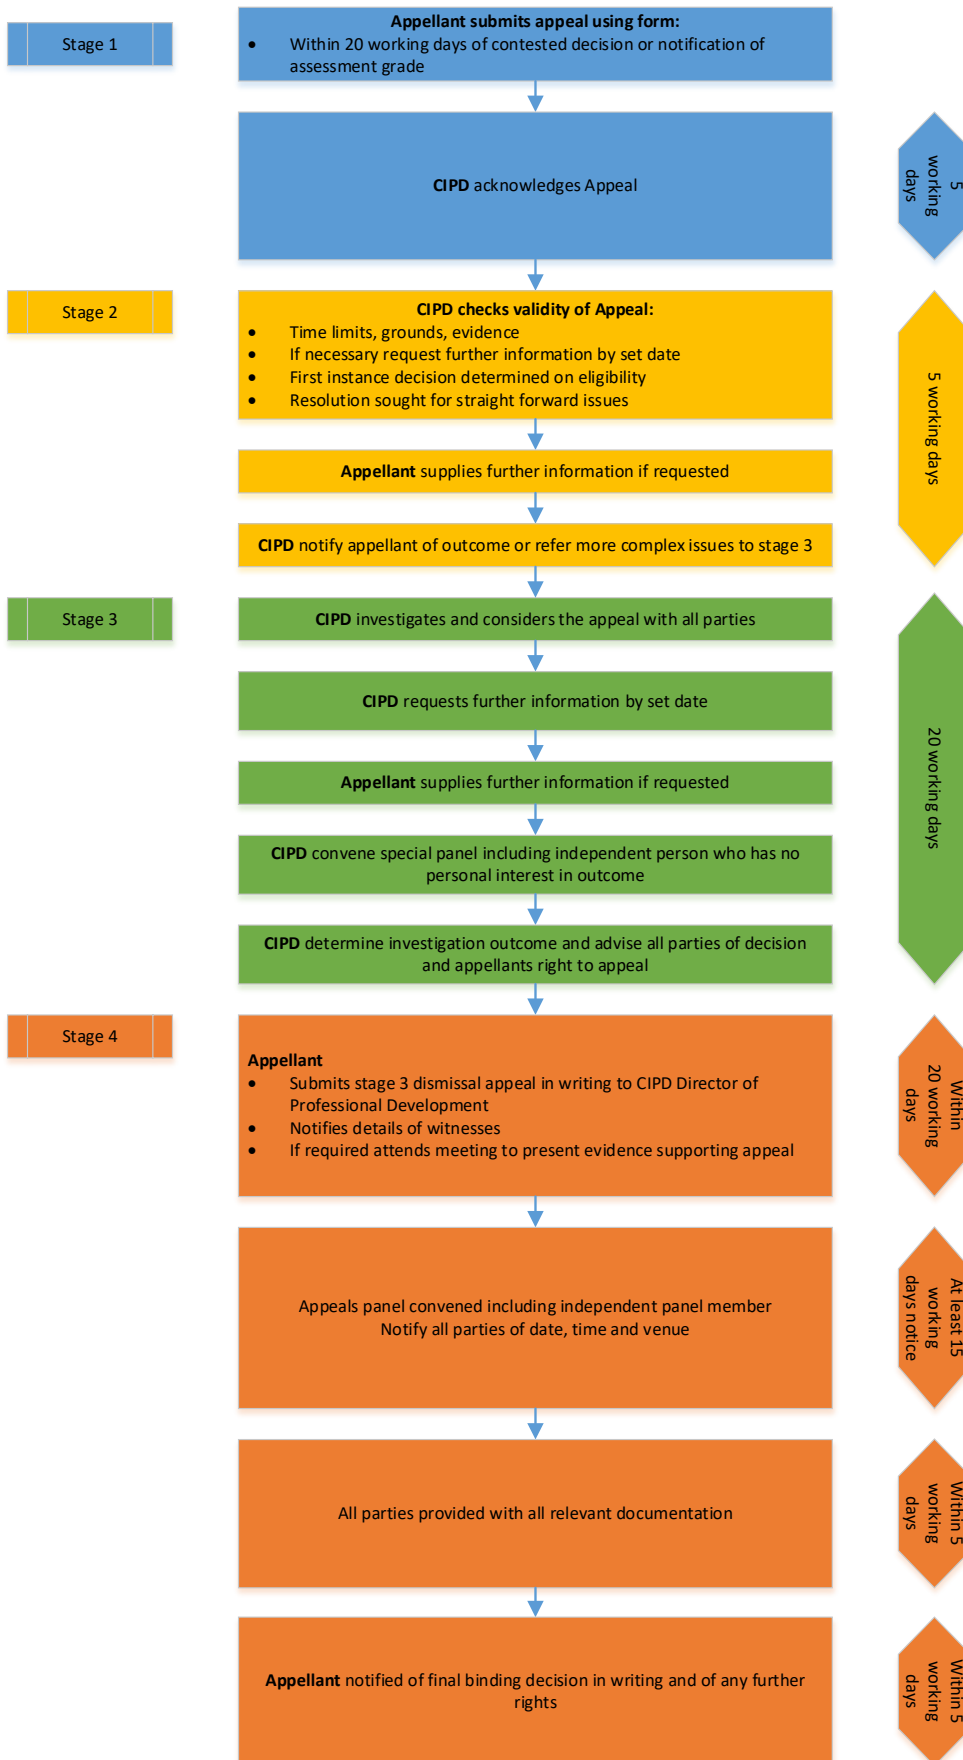 Stage 1
Appellant submits appeal using form:
• Within 20 working days of contested decision or notification of
assessment grade
CIPD acknowledges Appeal
5
working
days
Stage 2
CIPD checks validity of Appeal:
• Time limits, grounds, evidence
• If necessary request further information by set date
• First instance decision determined on eligibility
• Resolution sought for straight forward issues
Appellant supplies further information if requested
CIPD notify appellant of outcome or refer more complex issues to stage 3
5 working days
Stage 3
CIPD investigates and considers the appeal with all parties
CIPD requests further information by set date
Appellant supplies further information if requested
CIPD convene special panel including independent person who has no
personal interest in outcome
CIPD determine investigation outcome and advise all parties of decision
and appellants right to appeal
20 working days
Stage 4
Appellant
• Submits stage 3 dismissal appeal in writing to CIPD Director of
Professional Development
• Notifies details of witnesses
• If required attends meeting to present evidence supporting appeal
Within
20 working
days
Appeals panel convened including independent panel member
Notify all parties of date, time and venue
At least 15
working
days notice
All parties provided with all relevant documentation
Within 5
working
days
Appellant notified of final binding decision in writing and of any further
rights
Within 5
working
days